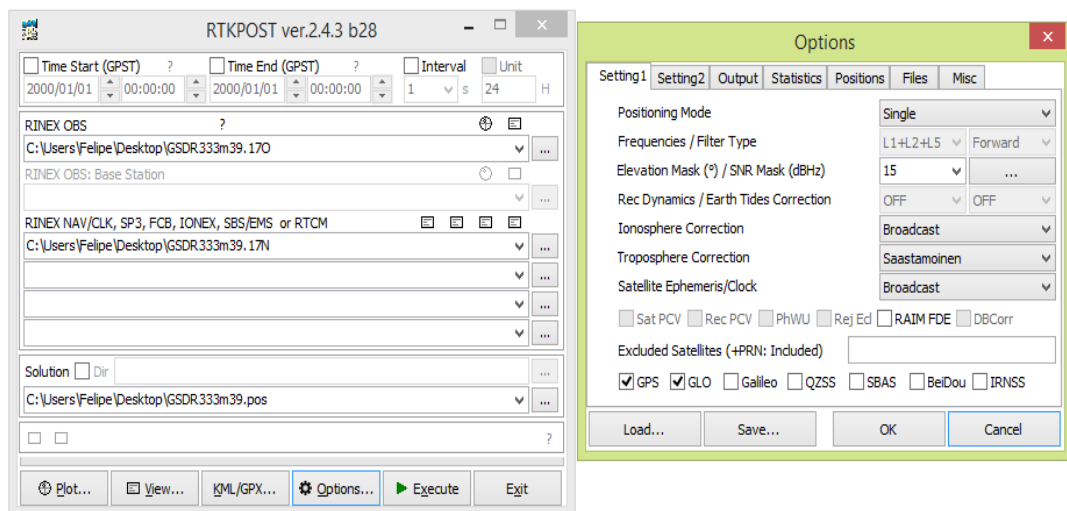 RTKPOST ver.2.4.3 b28
Time Start (GPST) ? Time End (GPST) ? Interval Unit
2000/01/01 00:00:00 2000/01/01 00:00:00 1 s 24 H
RINEX OBS ?
C:\Users\Felipe\Desktop\GSDR333m39.17O
...
RINEX OBS: Base Station
...
RINEX NAV/CLK, SP3, FCB, IONEX, SBS/EMS or RTCM
C:\Users\Felipe\Desktop\GSDR333m39.17N
...
...
...
...
Solution Dir
...
C:\Users\Felipe\Desktop\GSDR333m39.pos
...
?
Plot... View... KML/GPX... Options... Execute Exit
Options
Setting1 Setting2 Output Statistics Positions Files Misc
Positioning Mode Single
Frequencies / Filter Type L1+L2+L5 Forward
Elevation Mask (°) / SNR Mask (dBHz) 15 ...
Rec Dynamics / Earth Tides Correction OFF OFF
Ionosphere Correction Broadcast
Troposphere Correction Saastamoinen
Satellite Ephemeris/Clock Broadcast
Sat PCV Rec PCV PhWU Rej Ed RAIM FDE DBCorr
Excluded Satellites (+PRN: Included)
GPS GLO Galileo QZSS SBAS BeiDou IRNSS
Load... Save... OK Cancel